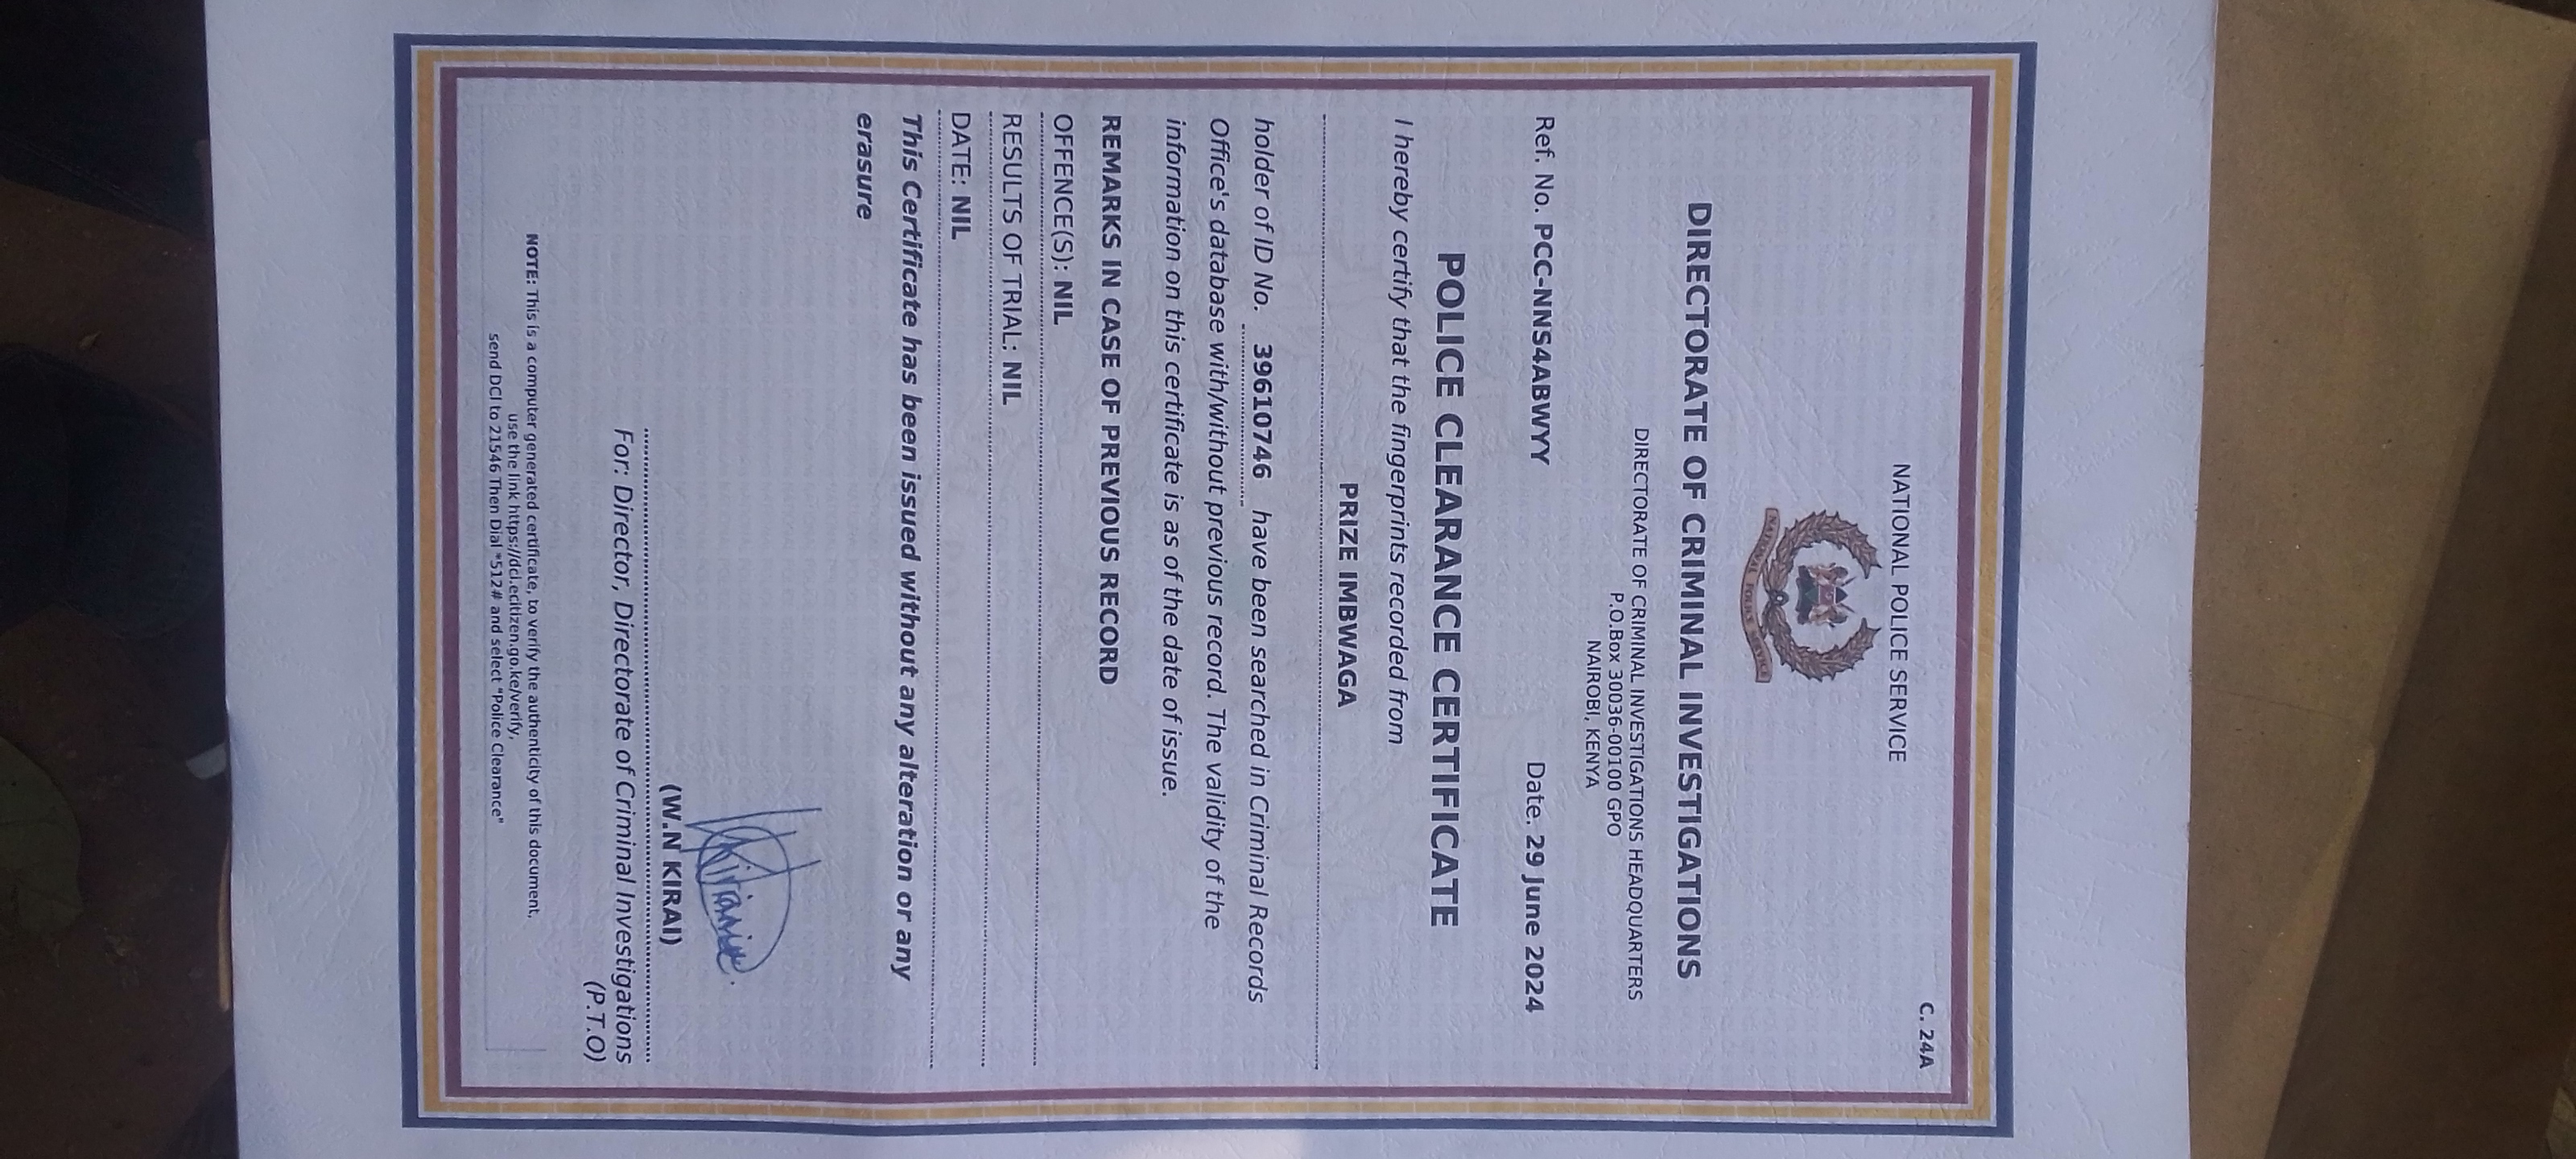 C. 24A
NATIONAL POLICE SERVICE
NATIONAL POLICE SERVICE
DIRECTORATE OF CRIMINAL INVESTIGATIONS
DIRECTORATE OF CRIMINAL INVESTIGATIONS HEADQUARTERS
P.O.Box 30036-00100 GPO
NAIROBI, KENYA
Ref. No. PCC-NNS4ABWYY Date. 29 June 2024
POLICE CLEARANCE CERTIFICATE
I hereby certify that the fingerprints recorded from
PRIZE IMBWAGA
holder of ID No. 39610746 have been searched in Criminal Records
Office's database with/without previous record. The validity of the
information on this certificate is as of the date of issue.
REMARKS IN CASE OF PREVIOUS RECORD
OFFENCE(S): NIL
RESULTS OF TRIAL: NIL
DATE: NIL
This Certificate has been issued without any alteration or any
erasure
(W.N KIRAI)
For: Director, Directorate of Criminal Investigations
(P.T.O)
NOTE: This is a computer generated certificate, to verify the authenticity of this document,
use the link https://dci.ecitizen.go.ke/verify,
send DCI to 21546 Then Dial *512# and select "Police Clearance"